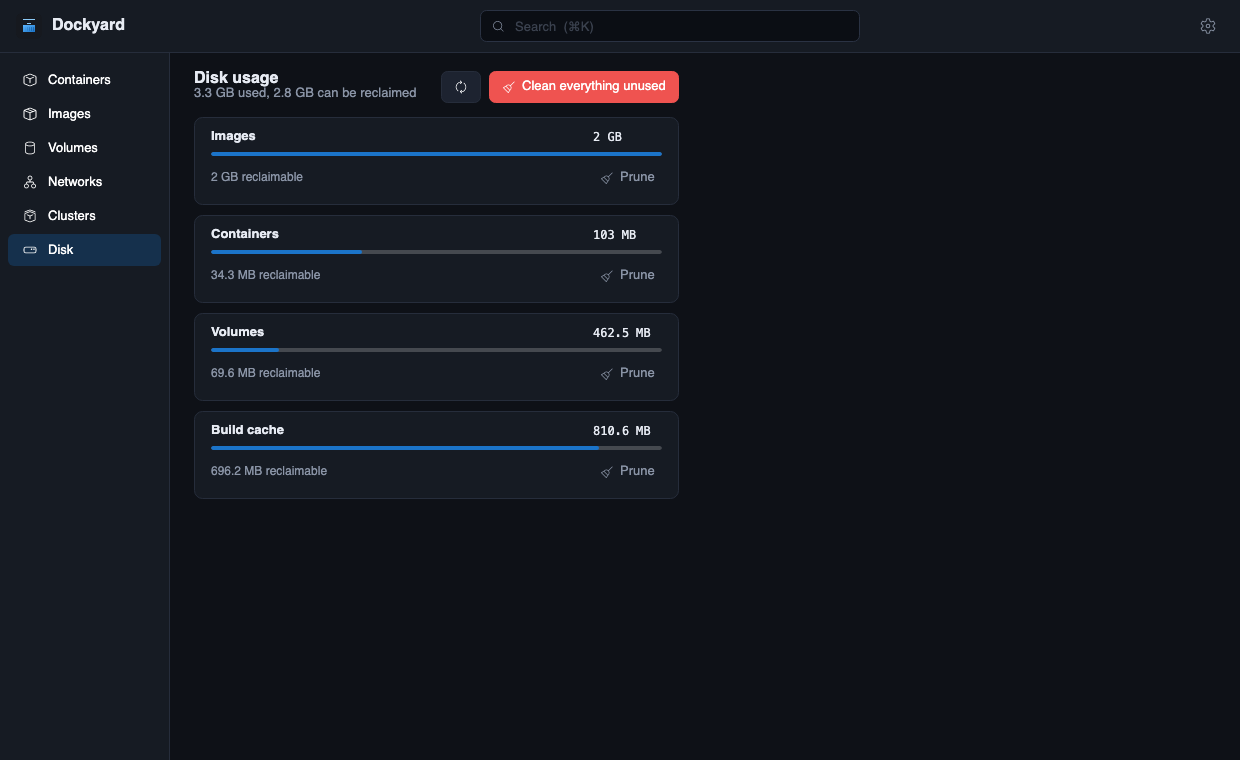 Dockyard
Search (⌘K)
Containers
Images
Volumes
Networks
Clusters
Disk
Disk usage
3.3 GB used, 2.8 GB can be reclaimed
Clean everything unused
Images 2 GB
2 GB reclaimable Prune
Containers 103 MB
34.3 MB reclaimable Prune
Volumes 462.5 MB
69.6 MB reclaimable Prune
Build cache 810.6 MB
696.2 MB reclaimable Prune